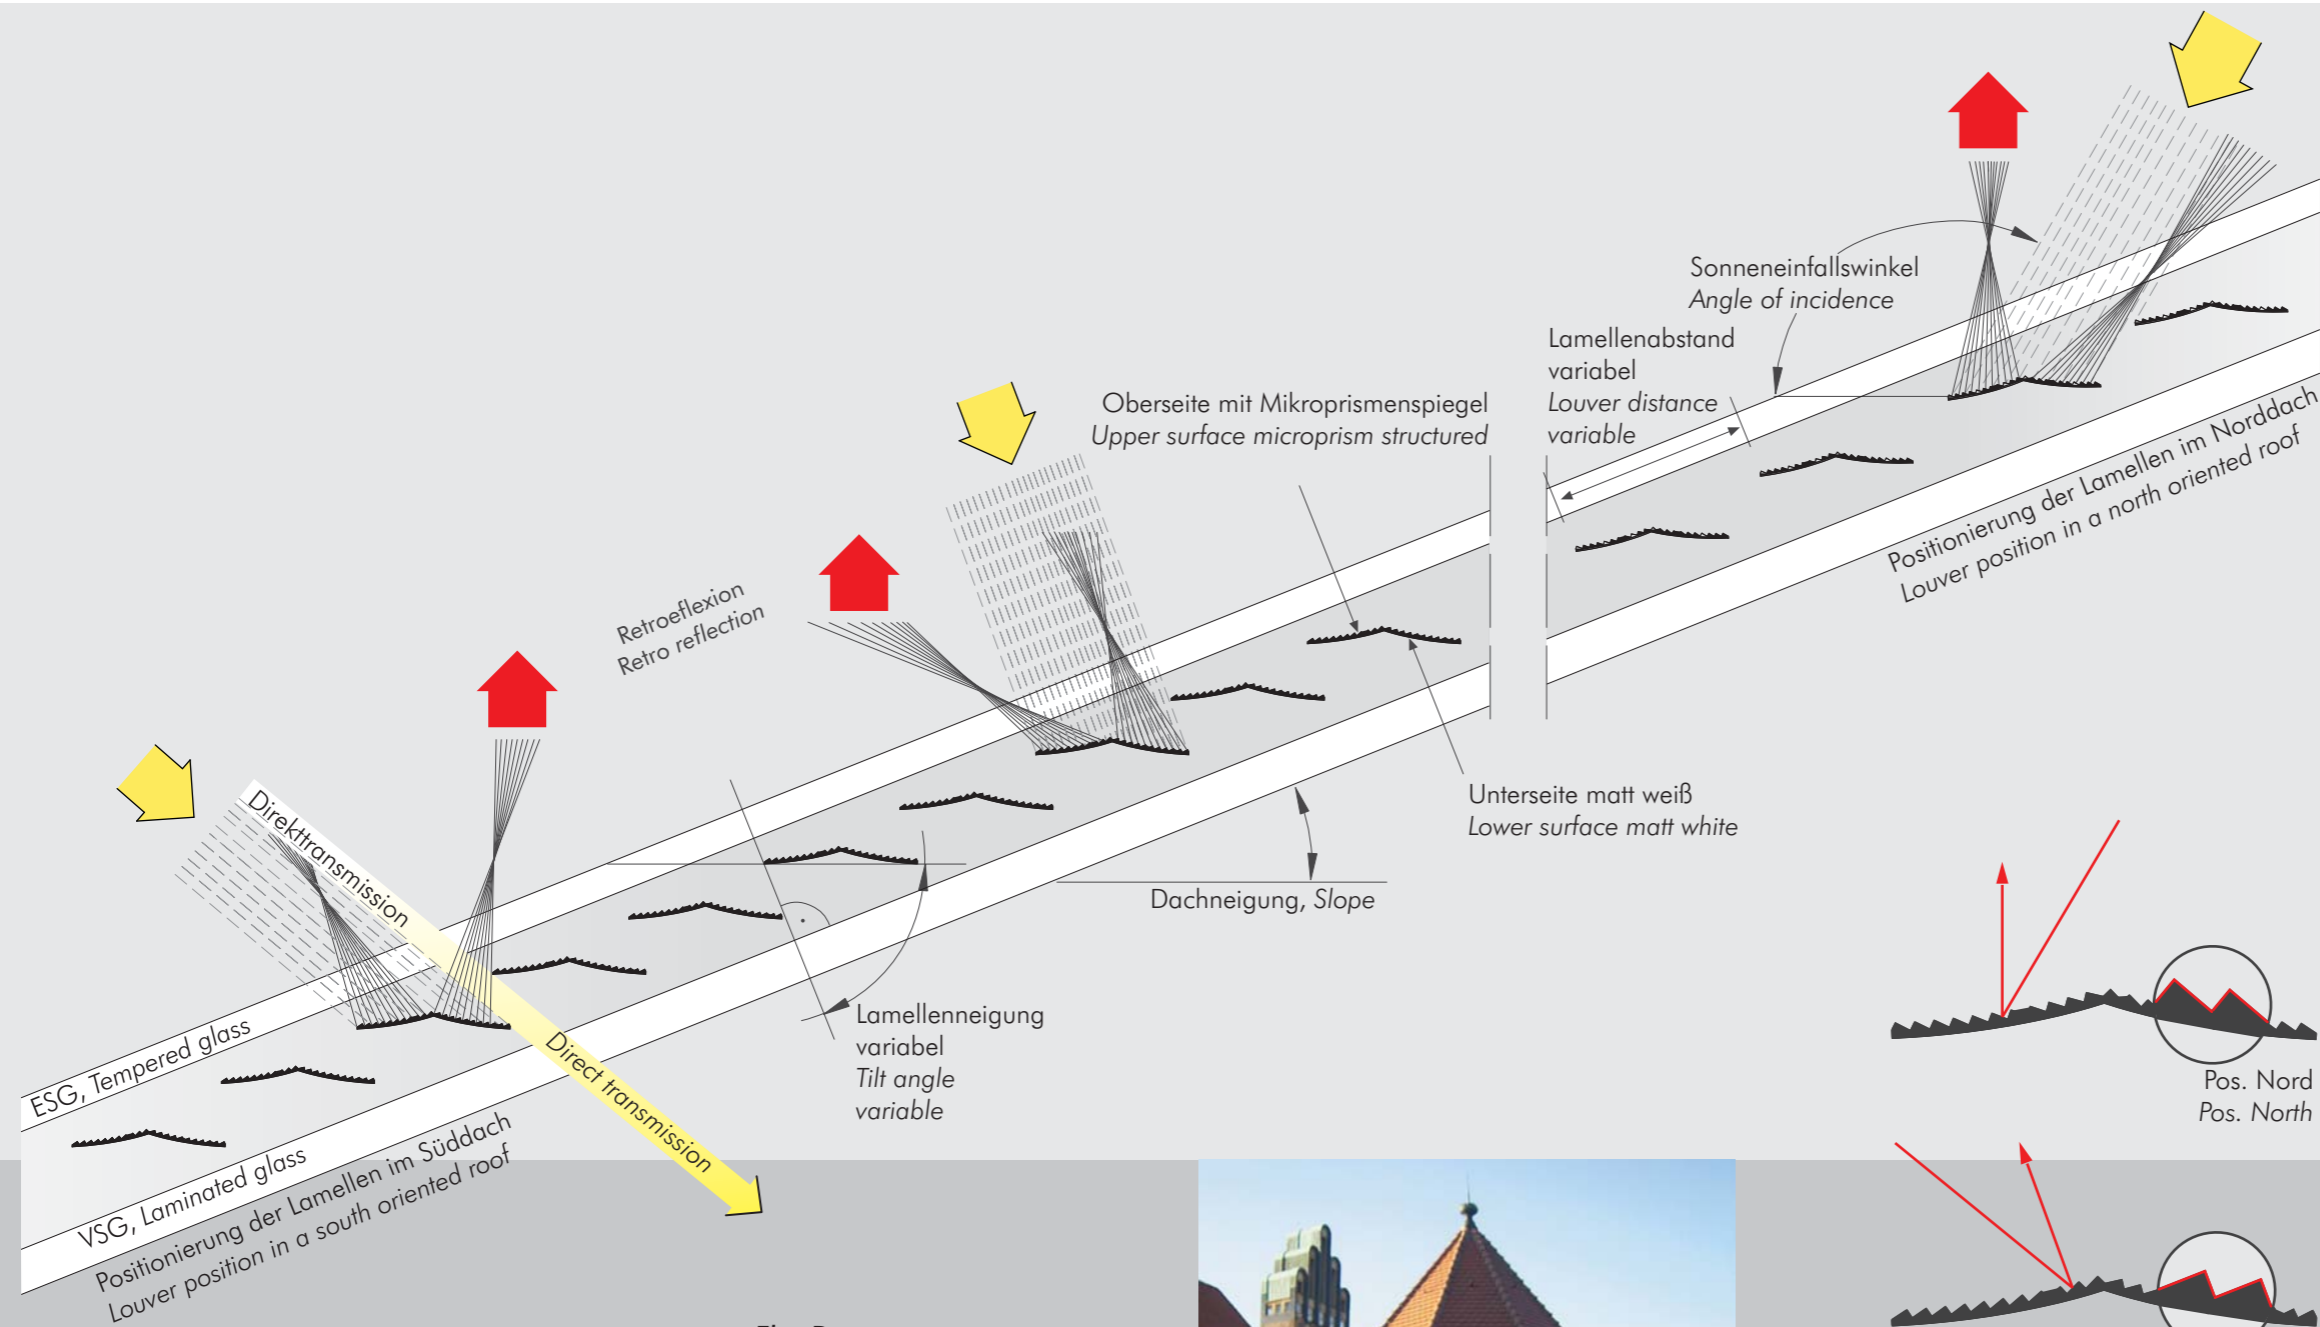 Sonneneinfallswinkel
Angle of incidence
Lamellenabstand
variabel
Louver distance
variable
Oberseite mit Mikroprismenspiegel
Upper surface microprism structured
Positionierung der Lamellen im Norddach
Louver position in a north oriented roof
Retroeflexion
Retro reflection
Unterseite matt weiß
Lower surface matt white
Direkttransmission
Dachneigung, Slope
Lamellenneigung
variabel
Tilt angle
variable
ESG, Tempered glass
Direct transmission
Pos. Nord
Pos. North
VSG, Laminated glass
Positionierung der Lamellen im Süddach
Louver position in a south oriented roof